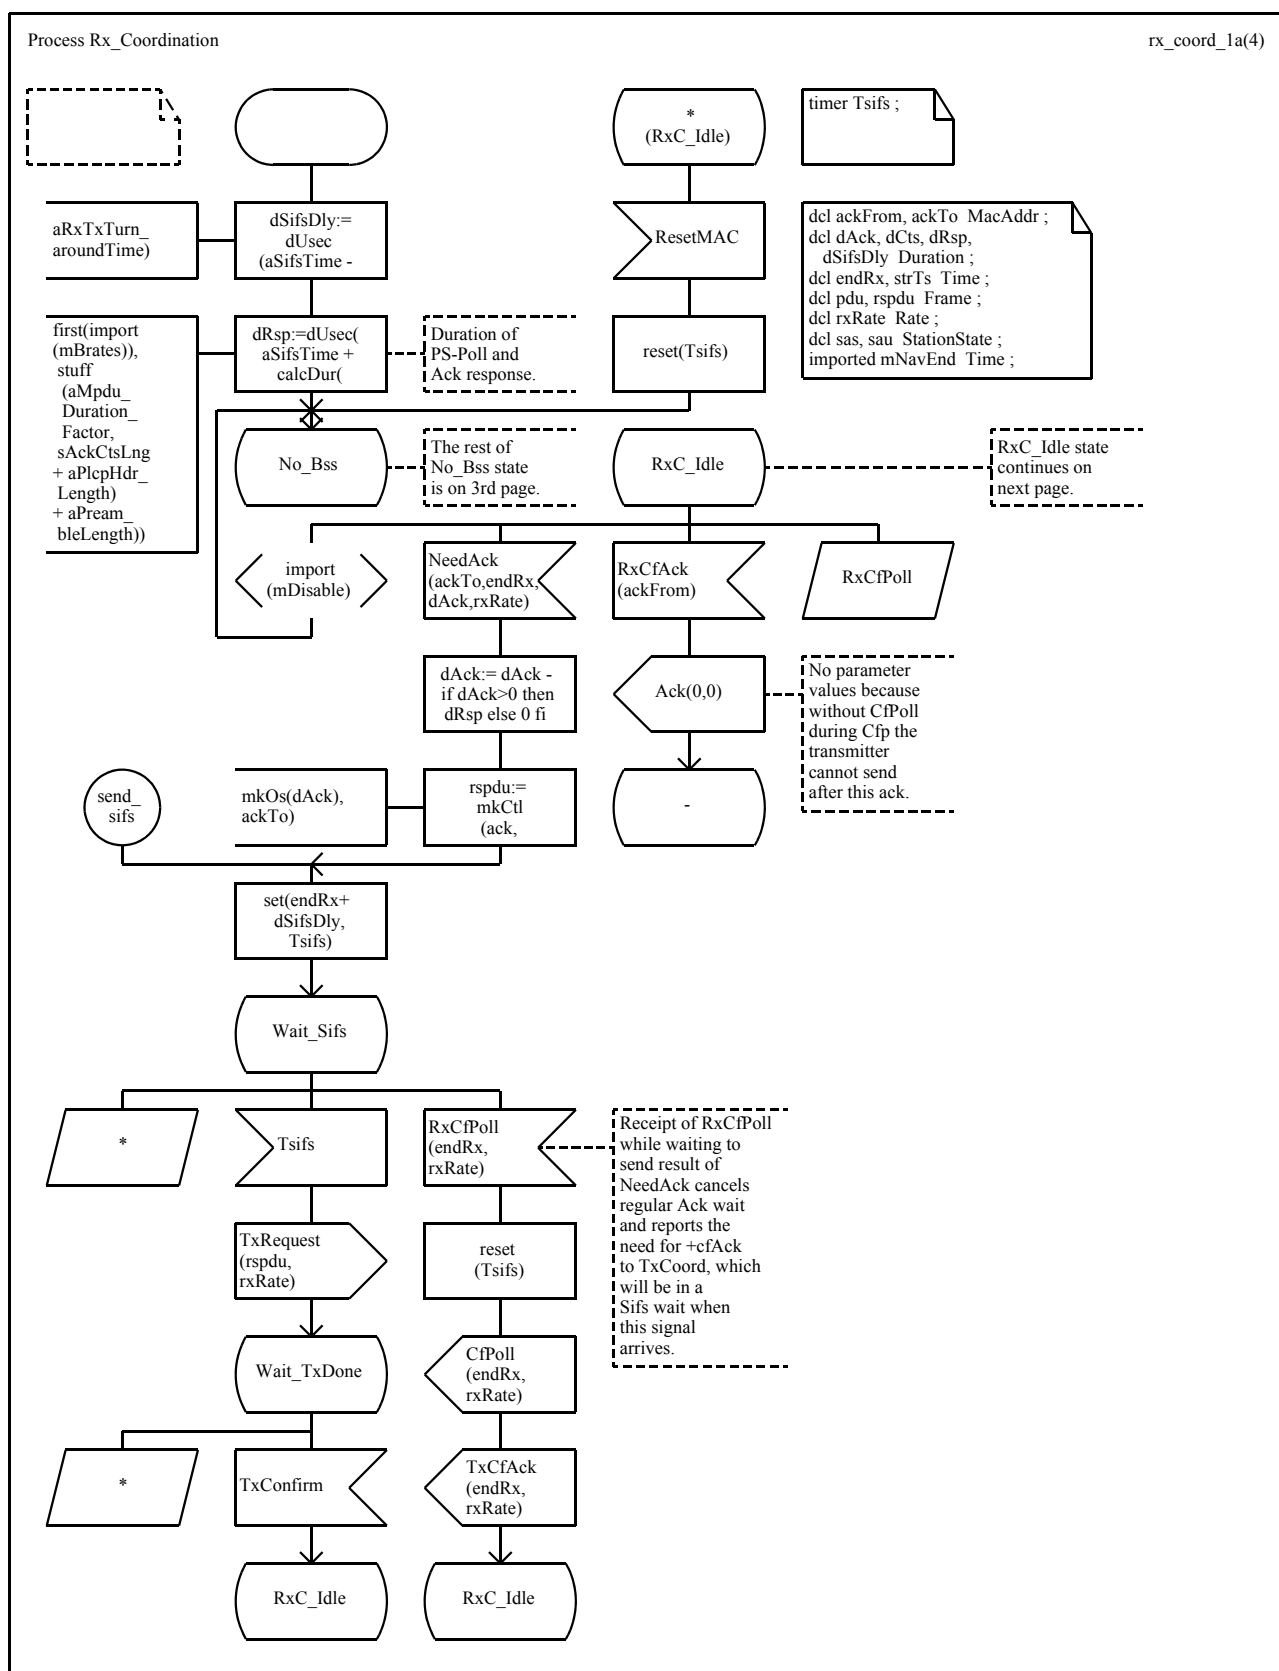 Process Rx_Coordination
rx_coord_1a(4)
*
(RxC_Idle)
timer Tsifs ;
aRxTxTurn_
aroundTime)
dSifsDly:=
dUsec
(aSifsTime -
ResetMAC
dcl ackFrom, ackTo  MacAddr ;
dcl dAck, dCts, dRsp,
dSifsDly  Duration ;
dcl endRx, strTs  Time ;
dcl pdu, rspdu  Frame ;
dcl rxRate  Rate ;
dcl sas, sau  StationState ;
imported mNavEnd  Time ;
first(import
(mBrates)),
stuff
(aMpdu_
Duration_
Factor,
sAckCtsLng
+ aPlcpHdr_
Length)
+ aPream_
bleLength))
dRsp:=dUsec(
aSifsTime +
calcDur(
Duration of
PS-Poll and
Ack response.
reset(Tsifs)
No_Bss
The rest of
No_Bss state
is on 3rd page.
RxC_Idle
RxC_Idle state
continues on
next page.
import
(mDisable)
NeedAck
(ackTo,endRx,
dAck,rxRate)
RxCfAck
(ackFrom)
RxCfPoll
dAck:= dAck -
if dAck>0 then
dRsp else 0 fi
Ack(0,0)
No parameter
values because
without CfPoll
during Cfp the
transmitter
cannot send
after this ack.
send_
sifs
mkOs(dAck),
ackTo)
rspdu:=
mkCtl
(ack,
-
set(endRx+
dSifsDly,
Tsifs)
Wait_Sifs
*
Tsifs
RxCfPoll
(endRx,
rxRate)
Receipt of RxCfPoll
while waiting to
send result of
NeedAck cancels
regular Ack wait
and reports the
need for +cfAck
to TxCoord, which
will be in a
Sifs wait when
this signal
arrives.
TxRequest
(rspdu,
rxRate)
reset
(Tsifs)
Wait_TxDone
CfPoll
(endRx,
rxRate)
*
TxConfirm
TxCfAck
(endRx,
rxRate)
RxC_Idle
RxC_Idle